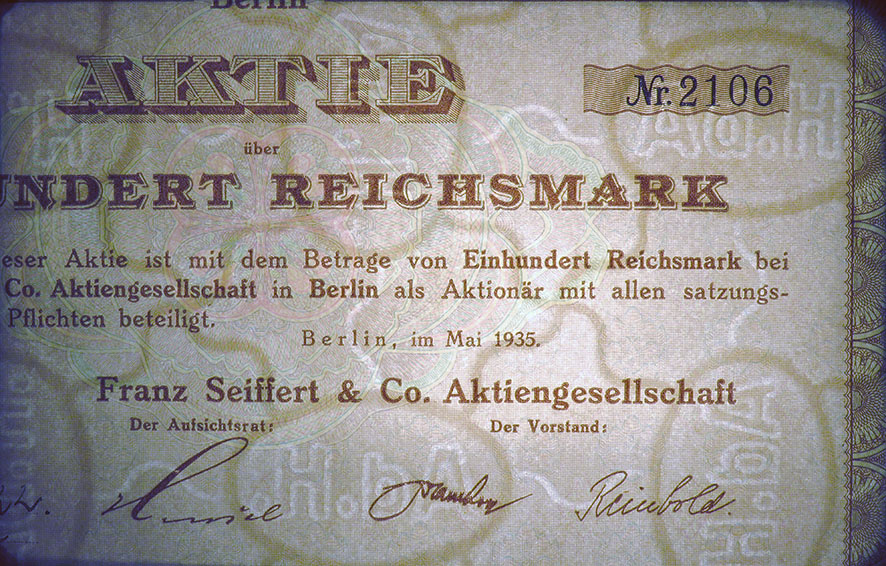 Berlin
AKTIE
Nr. 2106
über
UNDERT REICHSMARK
eser Aktie ist mit dem Betrage von Einhundert Reichsmark bei
Co. Aktiengesellschaft in Berlin als Aktionär mit allen satzungs-
Pflichten beteiligt.
Berlin, im Mai 1935.
Franz Seiffert & Co. Aktiengesellschaft
Der Aufsichtsrat: Der Vorstand:
Reinbold.